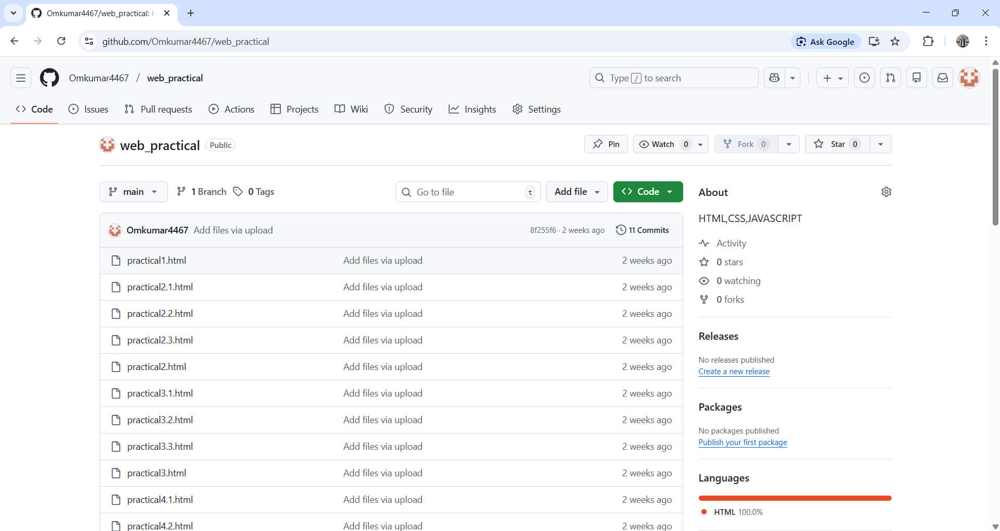 Omkumar4467/web_practical: H
github.com/Omkumar4467/web_practical
Ask Google
Omkumar4467 / web_practical
Type / to search
Code
Issues
Pull requests
Actions
Projects
Wiki
Security
Insights
Settings
web_practical Public
Pin
Watch 0
Fork 0
Star 0
main
1 Branch
0 Tags
Go to file t
Add file
Code
Omkumar4467 Add files via upload 8f255f6 · 2 weeks ago 11 Commits
practical1.html Add files via upload 2 weeks ago
practical2.1.html Add files via upload 2 weeks ago
practical2.2.html Add files via upload 2 weeks ago
practical2.3.html Add files via upload 2 weeks ago
practical2.html Add files via upload 2 weeks ago
practical3.1.html Add files via upload 2 weeks ago
practical3.2.html Add files via upload 2 weeks ago
practical3.3.html Add files via upload 2 weeks ago
practical3.html Add files via upload 2 weeks ago
practical4.1.html Add files via upload 2 weeks ago
practical4.2.html Add files via upload 2 weeks ago
About
HTML,CSS,JAVASCRIPT
Activity
0 stars
0 watching
0 forks
Releases
No releases published
Create a new release
Packages
No packages published
Publish your first package
Languages
HTML 100.0%